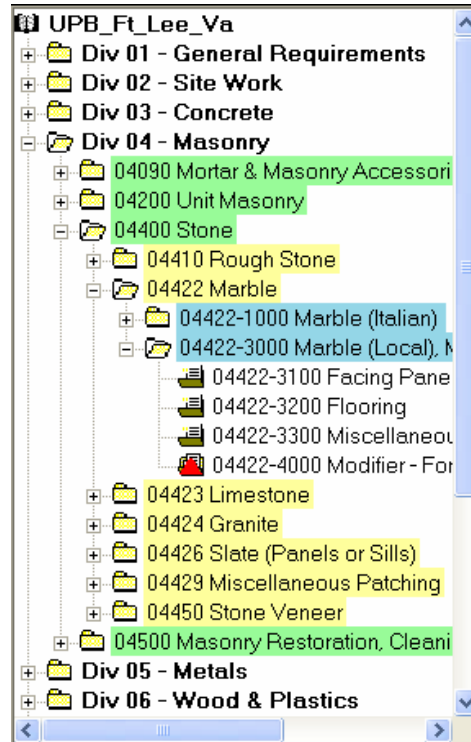 UPB_Ft_Lee_Va
Div 01 - General Requirements
Div 02 - Site Work
Div 03 - Concrete
Div 04 - Masonry
04090 Mortar & Masonry Accessori
04200 Unit Masonry
04400 Stone
04410 Rough Stone
04422 Marble
04422-1000 Marble (Italian)
04422-3000 Marble (Local), M
04422-3100 Facing Pane
04422-3200 Flooring
04422-3300 Miscellaneou
04422-4000 Modifier - For
04423 Limestone
04424 Granite
04426 Slate (Panels or Sills)
04429 Miscellaneous Patching
04450 Stone Veneer
04500 Masonry Restoration, Cleani
Div 05 - Metals
Div 06 - Wood & Plastics